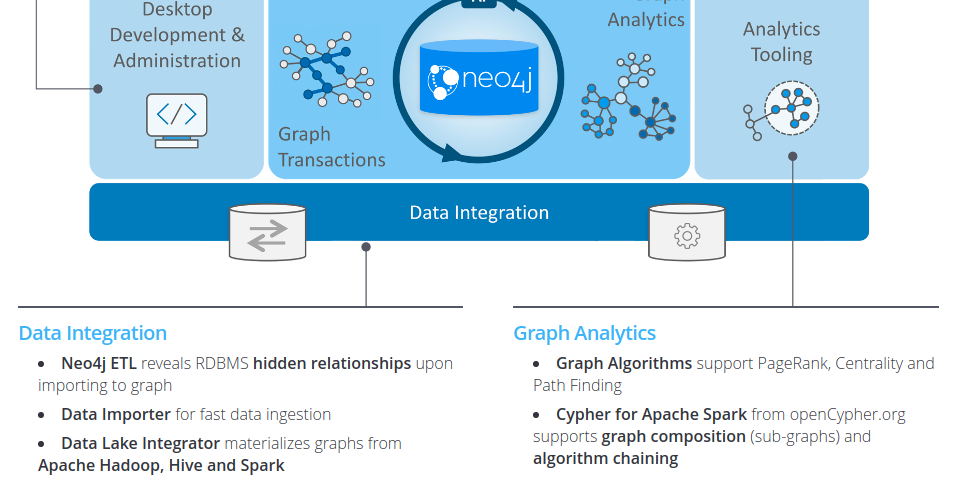 Desktop
Development &
Administration
Graph
Transactions
neo4j
Analytics
Analytics
Tooling
Data Integration
Data Integration
• Neo4j ETL reveals RDBMS hidden relationships upon
importing to graph
• Data Importer for fast data ingestion
• Data Lake Integrator materializes graphs from
Apache Hadoop, Hive and Spark
Graph Analytics
• Graph Algorithms support PageRank, Centrality and
Path Finding
• Cypher for Apache Spark from openCypher.org
supports graph composition (sub-graphs) and
algorithm chaining